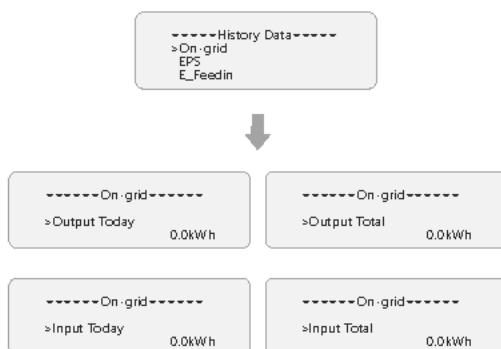 -----History Data-----
>On-grid
EPS
E_Feedin
------On-grid------
>Output Today
0.0kWh
------On-grid------
>Output Total
0.0kWh
------On-grid------
>Input Today
0.0kWh
------On-grid------
>Input Total
0.0kWh